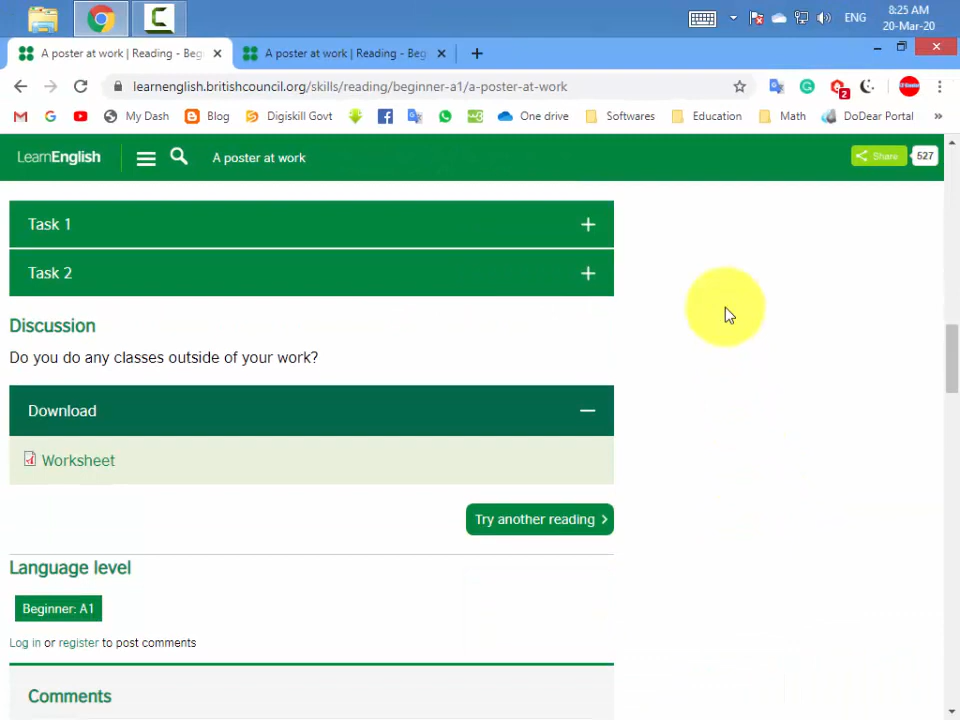 8:25 AM
ENG
20-Mar-20
A poster at work | Reading - Beg
A poster at work | Reading - Beg
learnenglish.britishcouncil.org/skills/reading/beginner-a1/a-poster-at-work
2
My Dash
Blog
Digiskill Govt
One drive
Softwares
Education
Math
DoDear Portal
LearnEnglish
A poster at work
Share
527
Task 1
Task 2
Discussion
Do you do any classes outside of your work?
Download
Worksheet
Try another reading
Language level
Beginner: A1
Log in or register to post comments
Comments